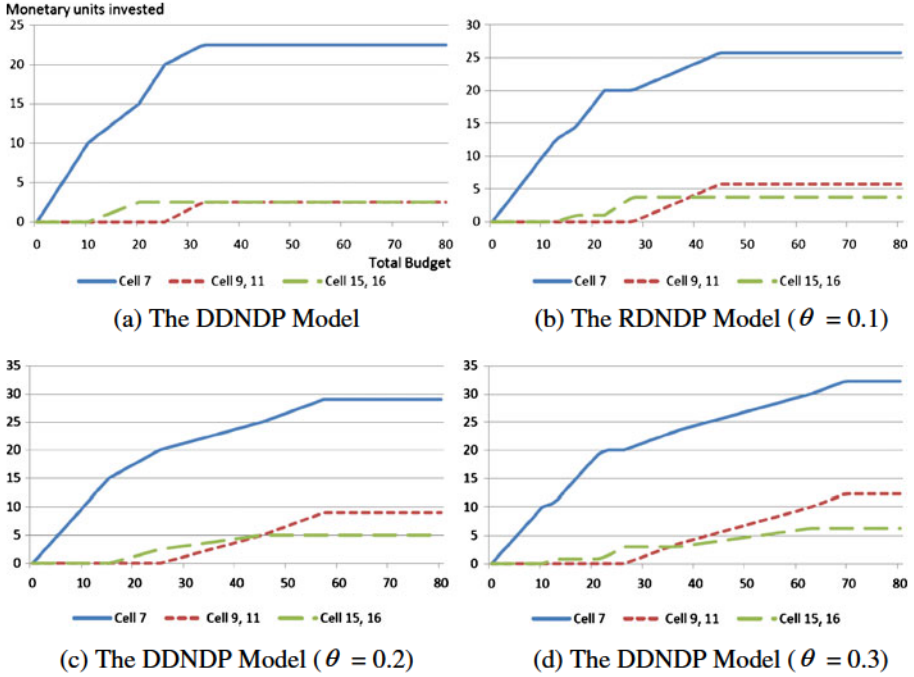 Monetary units invested
25
20
15
10
5
0
0 10 20 30 40 50 60 70 80
Total Budget
Cell 7 Cell 9, 11 Cell 15, 16
(a) The DDNDP Model
30
25
20
15
10
5
0
0 10 20 30 40 50 60 70 80
Cell 7 Cell 9, 11 Cell 15, 16
(b) The RDNDP Model (θ = 0.1)
35
30
25
20
15
10
5
0
0 10 20 30 40 50 60 70 80
Cell 7 Cell 9, 11 Cell 15, 16
(c) The DDNDP Model (θ = 0.2)
35
30
25
20
15
10
5
0
0 10 20 30 40 50 60 70 80
Cell 7 Cell 9, 11 Cell 15, 16
(d) The DDNDP Model (θ = 0.3)